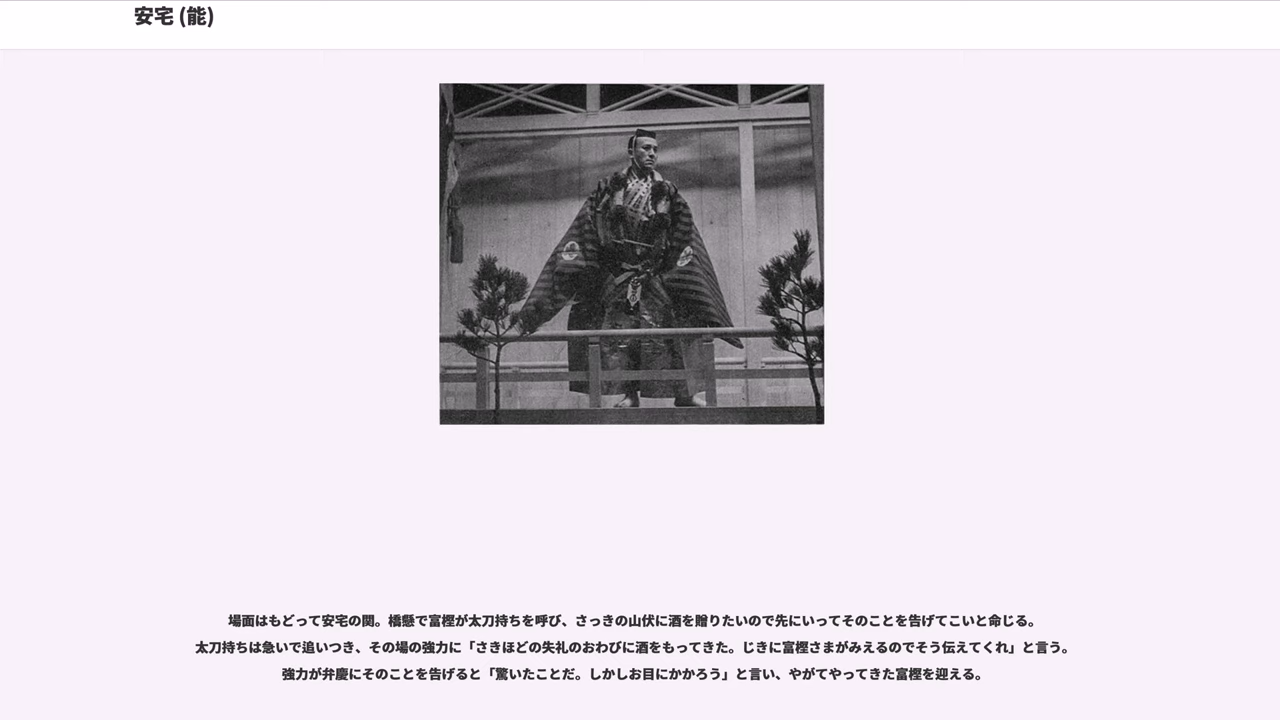 安宅 (能)
場面はもどって安宅の関。橋懸で富樫が太刀持ちを呼び、さっきの山伏に酒を贈りたいので先にいってそのことを告げてこいと命じる。
太刀持ちは急いで追いつき、その場の強力に「さきほどの失礼のおわびに酒をもってきた。じきに富樫さまがみえるのでそう伝えてくれ」と言う。
強力が弁慶にそのことを告げると「驚いたことだ。しかしお目にかかろう」と言い、やがてやってきた富樫を迎える。